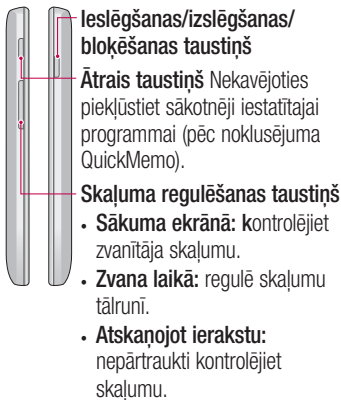 Ieslēgšanas/izslēgšanas/
bloķēšanas taustiņš
Ātrais taustiņš Nekavējoties
piekļūstiet sākotnēji iestatītajai
programmai (pēc noklusējuma
QuickMemo).
Skaļuma regulēšanas taustiņš
• Sākuma ekrānā: kontrolējiet
zvanītāja skaļumu.
• Zvana laikā: regulē skaļumu
tālrunī.
• Atskaņojot ierakstu:
nepārtraukti kontrolējiet
skaļumu.